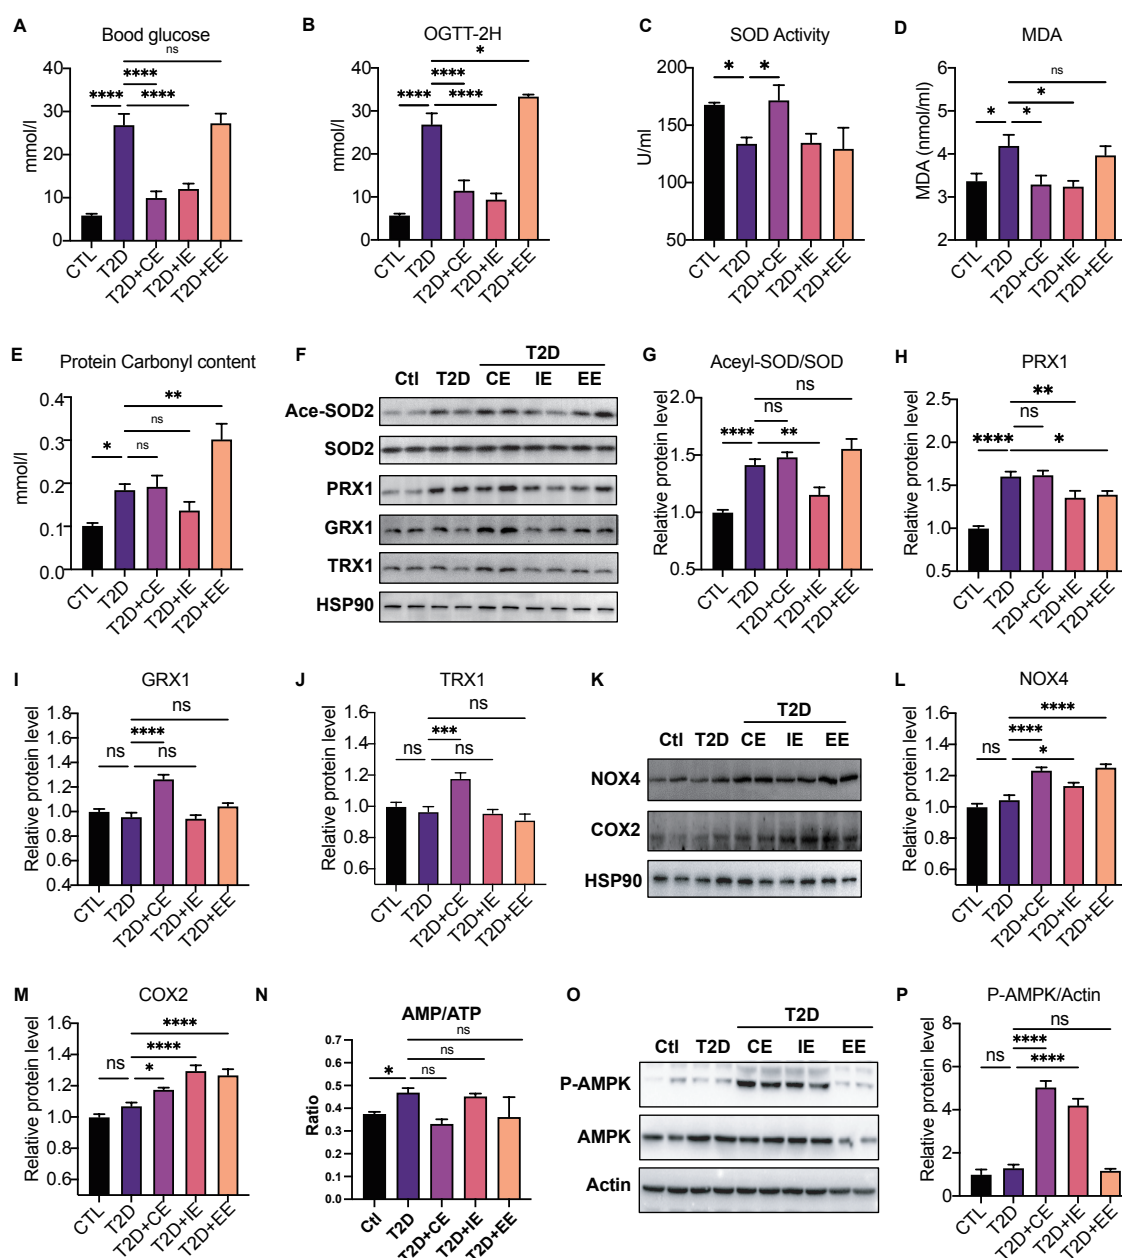 A
Bood glucose
ns
****
**** ****
mmol/l
40
30
20
10
0
CTL
T2D
T2D+CE
T2D+IE
T2D+EE
B
OGTT-2H
*
****
**** ****
mmol/l
40
30
20
10
0
CTL
T2D
T2D+CE
T2D+IE
T2D+EE
C
SOD Activity
* *
U/ml
200
150
100
50
CTL
T2D
T2D+CE
T2D+IE
T2D+EE
D
MDA
ns
*
* *
MDA (nmol/ml)
8
6
4
2
CTL
T2D
T2D+CE
T2D+IE
T2D+EE
E
Protein Carbonyl content
**
ns
* ns
mmol/l
0.4
0.3
0.2
0.1
0.0
CTL
T2D
T2D+CE
T2D+IE
T2D+EE
F
T2D
Ctl T2D CE IE EE
Ace-SOD2
SOD2
PRX1
GRX1
TRX1
HSP90
G
Aceyl-SOD/SOD
ns
ns
**** **
Relative protein level
2.0
1.5
1.0
0.5
CTL
T2D
T2D+CE
T2D+IE
T2D+EE
H
PRX1
**
ns
**** *
Relative protein level
2.5
2.0
1.5
1.0
0.5
CTL
T2D
T2D+CE
T2D+IE
T2D+EE
I
GRX1
ns
****
ns ns
Relative protein level
1.8
1.6
1.4
1.2
1.0
0.8
0.6
0.4
CTL
T2D
T2D+CE
T2D+IE
T2D+EE
J
TRX1
ns
***
ns ns
Relative protein level
1.6
1.4
1.2
1.0
0.8
0.6
CTL
T2D
T2D+CE
T2D+IE
T2D+EE
K
T2D
Ctl T2D CE IE EE
NOX4
COX2
HSP90
L
NOX4
****
****
ns *
Relative protein level
1.6
1.4
1.2
1.0
0.8
0.6
CTL
T2D
T2D+CE
T2D+IE
T2D+EE
M
COX2
****
****
ns *
Relative protein level
1.6
1.4
1.2
1.0
0.8
0.6
CTL
T2D
T2D+CE
T2D+IE
T2D+EE
N
AMP/ATP
ns
ns
* ns
Ratio
0.7
0.6
0.5
0.4
0.3
0.2
0.1
0.0
Ctl
T2D
T2D+CE
T2D+IE
T2D+EE
O
T2D
Ctl T2D CE IE EE
P-AMPK
AMPK
Actin
P
P-AMPK/Actin
ns
****
ns ****
Relative protein level
8
6
4
2
0
CTL
T2D
T2D+CE
T2D+IE
T2D+EE